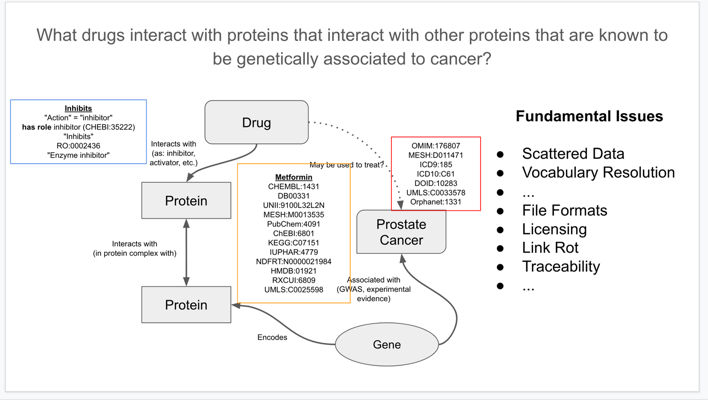 What drugs interact with proteins that interact with other proteins that are known to
be genetically associated to cancer?
Inhibits
"Action" = "inhibitor"
has role inhibitor (CHEBI:35222)
"Inhibits"
RO:0002436
"Enzyme inhibitor"
Drug
Interacts with
(as: inhibitor,
activator, etc.)
May be used to treat?
OMIM:176807
MESH:D011471
ICD9:185
ICD10:C61
DOID:10283
UMLS:C0033578
Orphanet:1331
Protein
Metformin
CHEMBL:1431
DB00331
UNII:9100L32L2N
MESH:M0013535
PubChem:4091
ChEBI:6801
KEGG:C07151
IUPHAR:4779
NDFRT:N0000021984
HMDB:01921
RXCUI:6809
UMLS:C0025598
Prostate
Cancer
Interacts with
(in protein complex with)
Associated with
(GWAS, experimental
evidence)
Protein
Encodes
Gene
Fundamental Issues
● Scattered Data
● Vocabulary Resolution
● ...
● File Formats
● Licensing
● Link Rot
● Traceability
● ...